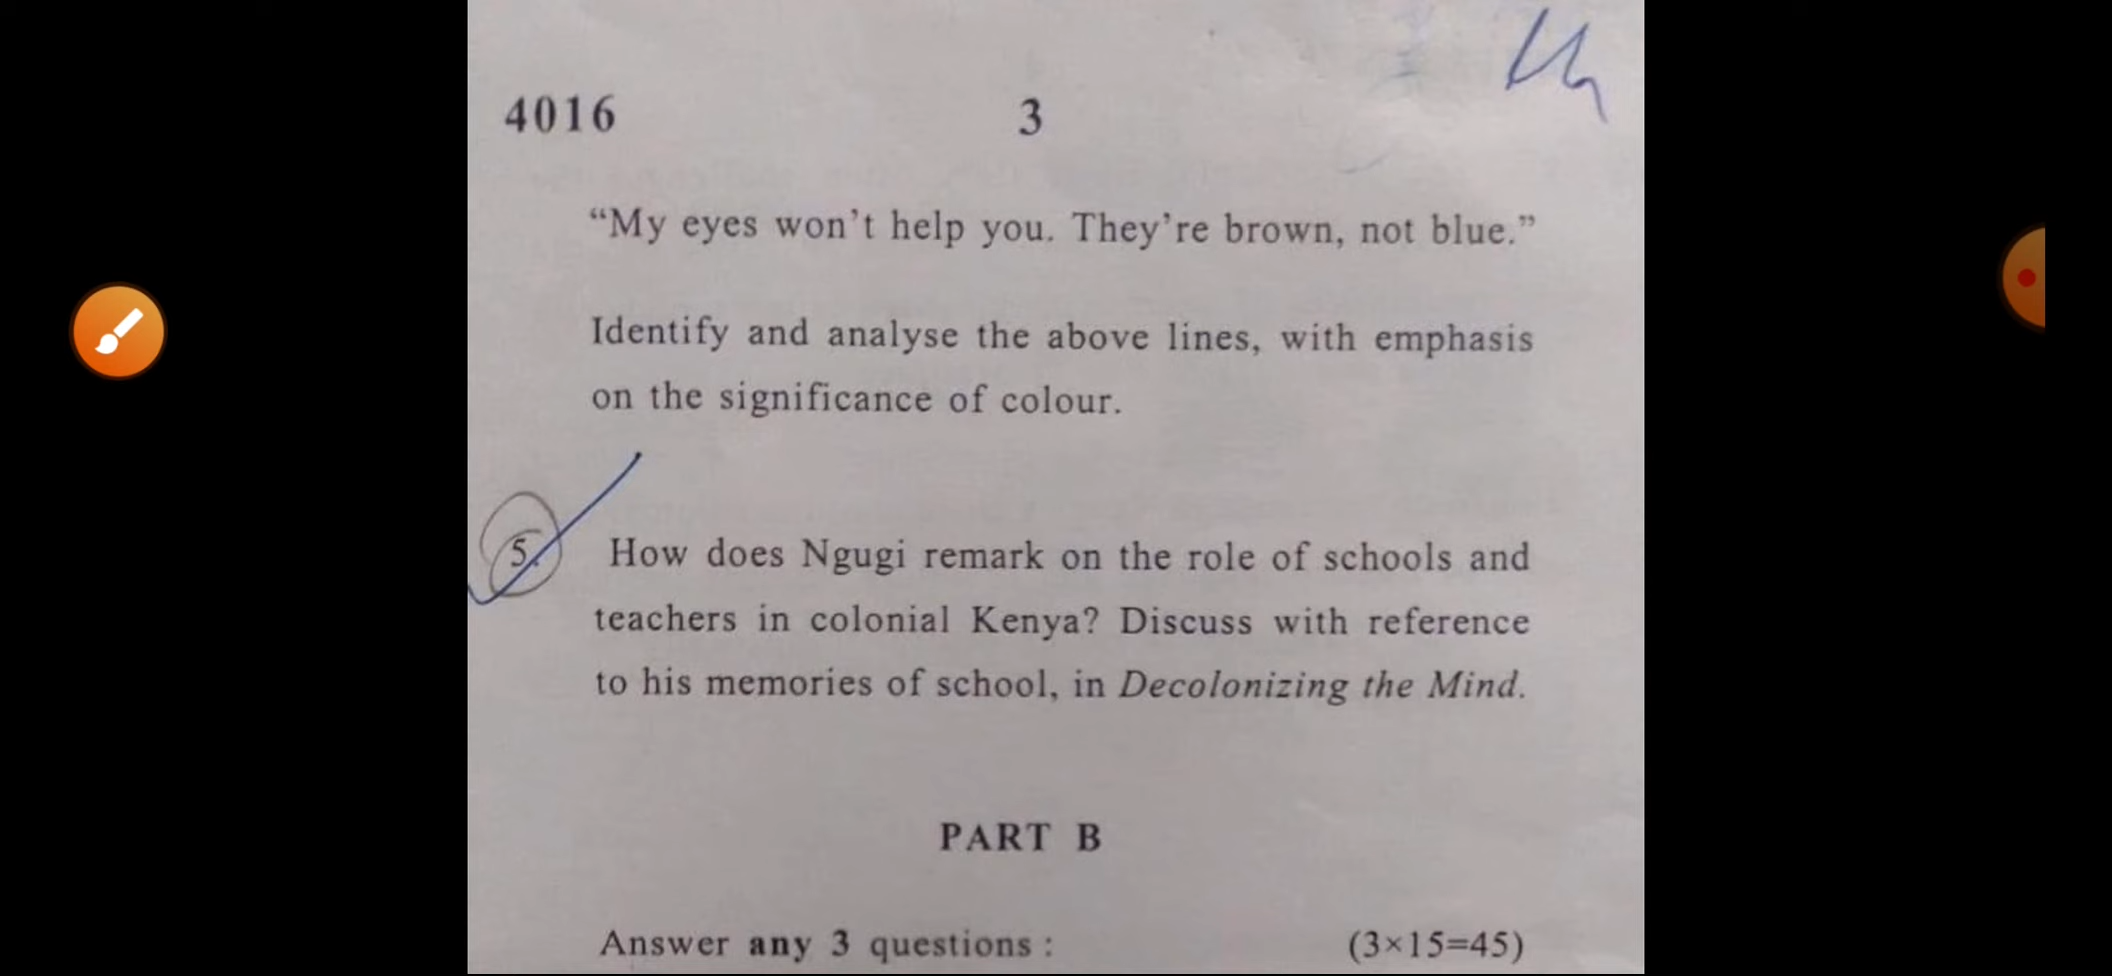 4016 3
“My eyes won’t help you. They’re brown, not blue.”
Identify and analyse the above lines, with emphasis
on the significance of colour.
5. How does Ngugi remark on the role of schools and
teachers in colonial Kenya? Discuss with reference
to his memories of school, in Decolonizing the Mind.
PART B
Answer any 3 questions : (3×15=45)